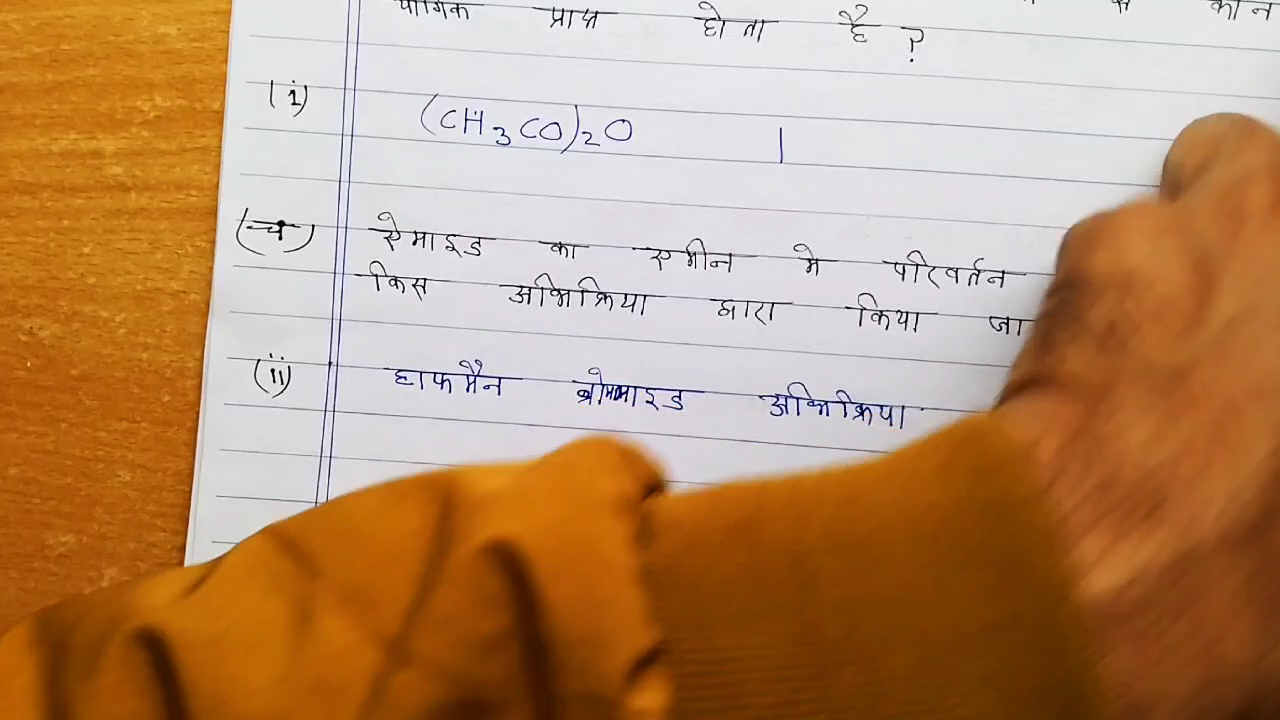 यौगिक प्राप्त होता है ?
(i) (CH3CO)2O |
(च) ऐमाइड का एमीन मे परिवर्तन
किस अभिक्रिया द्वारा किया जा
(ii) हाफमैन ब्रोमामाइड अभिक्रिया